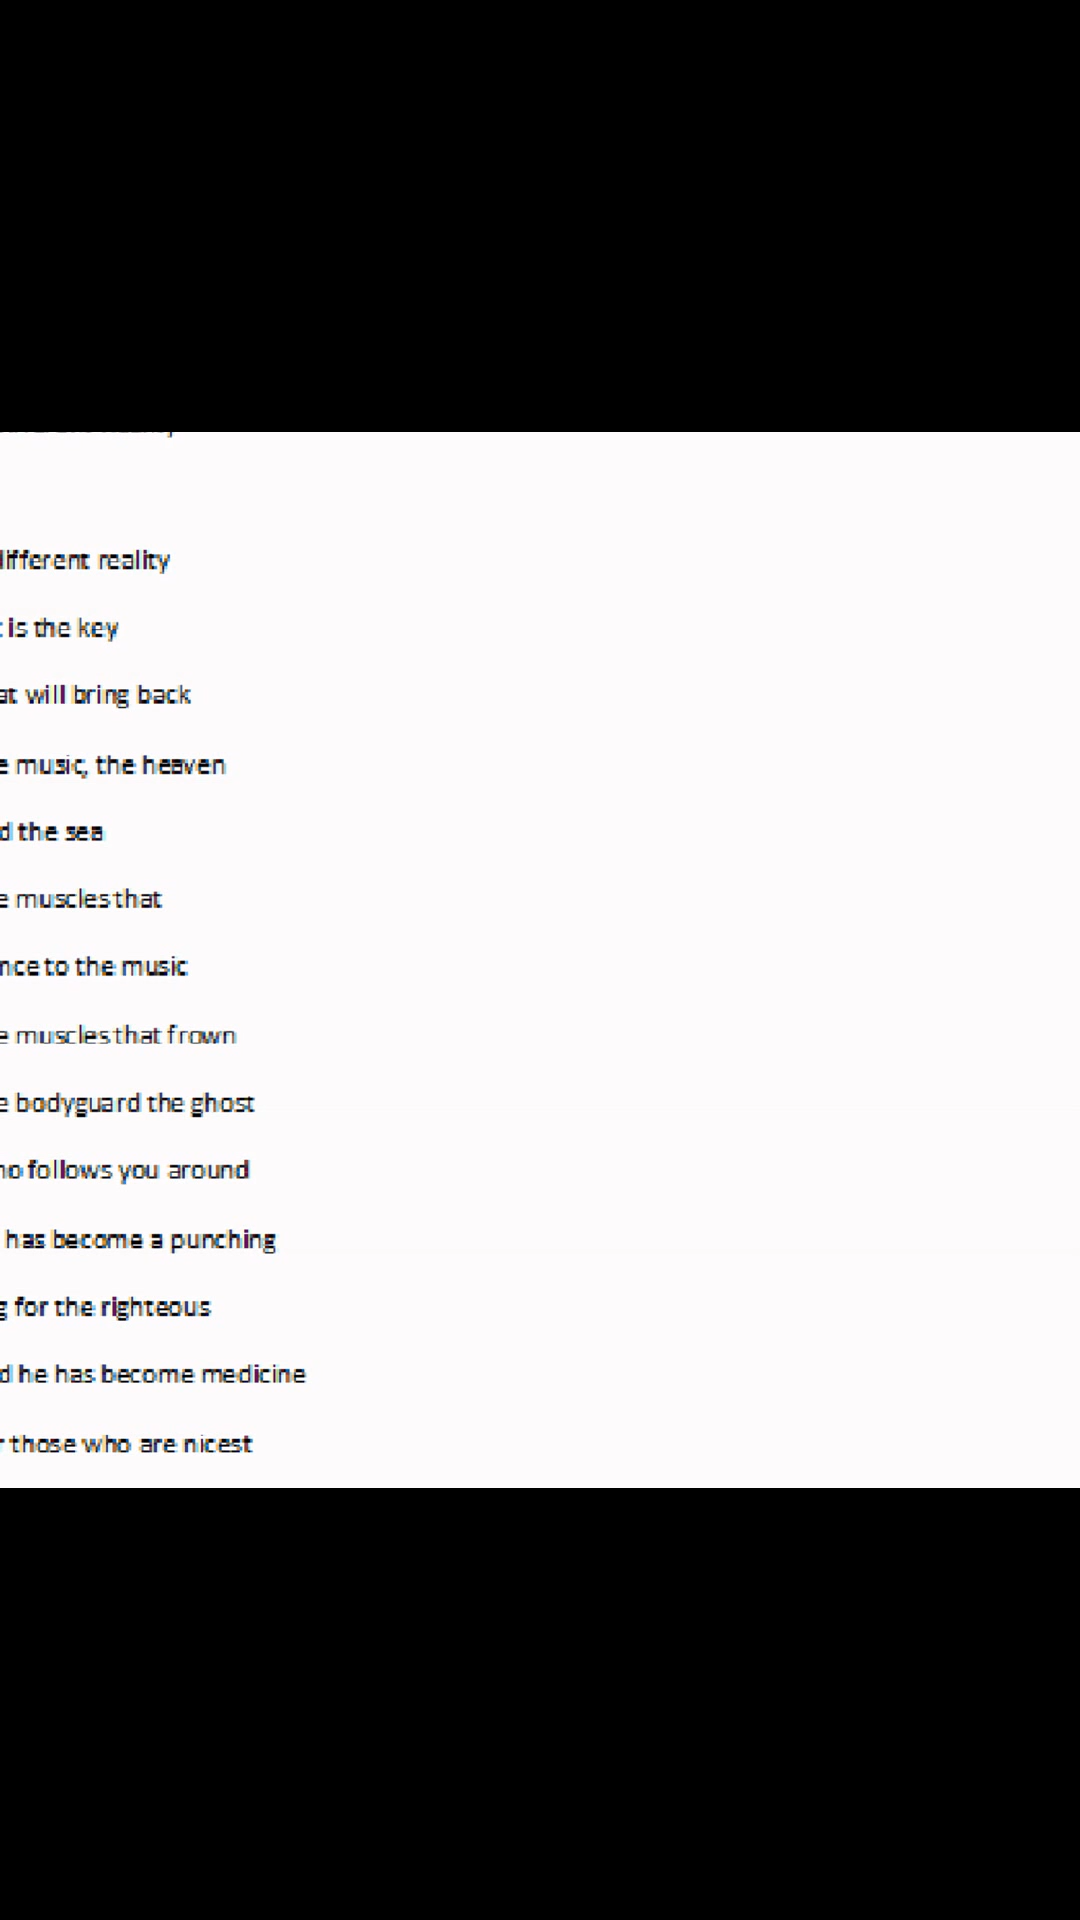 different reality
is the key
at will bring back
e music, the heaven
d the sea
e muscles that
nce to the music
e muscles that frown
e bodyguard the ghost
ho follows you around
has become a punching
g for the righteous
d he has become medicine
r those who are nicest